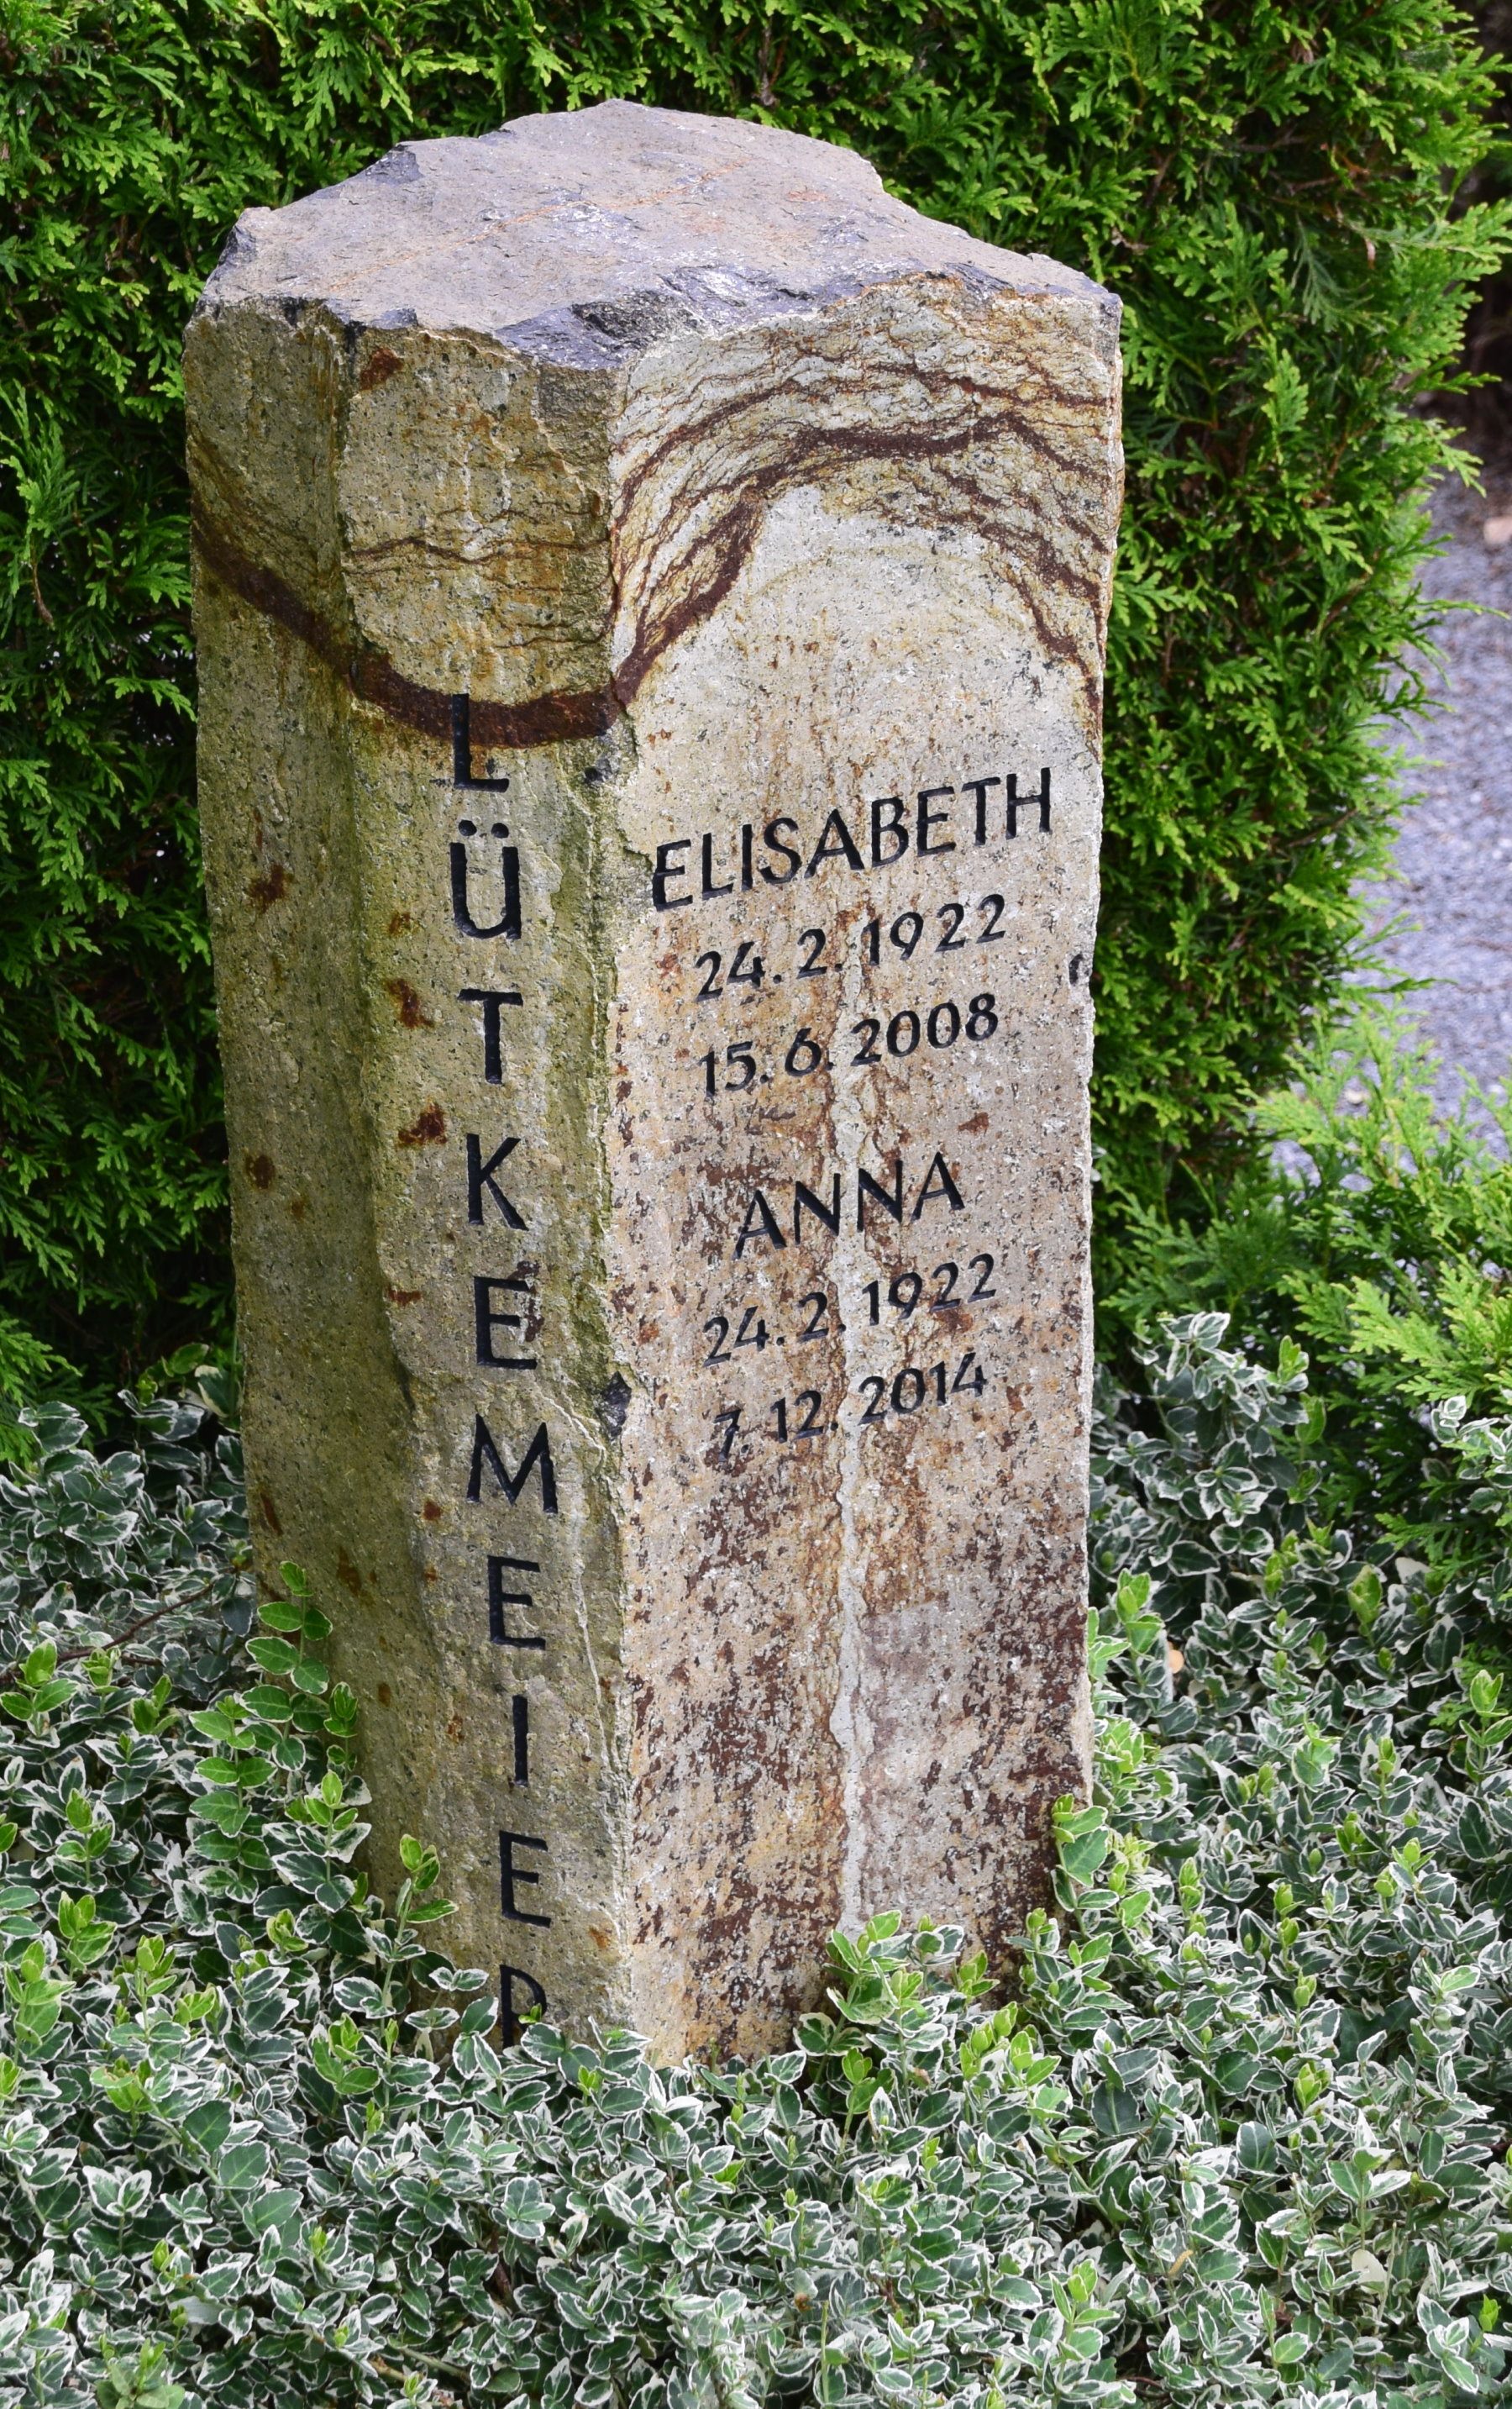 LÜTKEMEIER
ELISABETH
24.2.1922
15.6.2008
ANNA
24.2.1922
7.12.2014